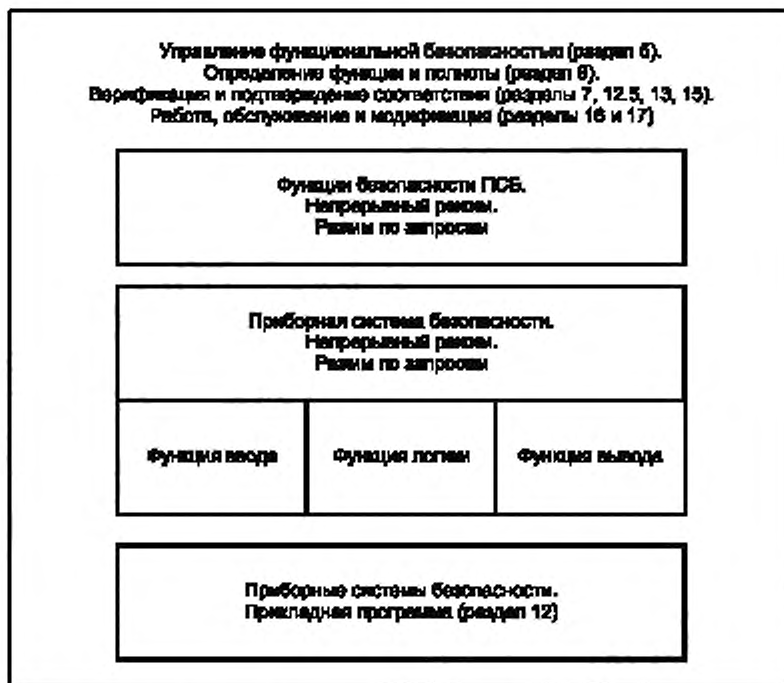 Управление функциональной безопасностью (раздел 5).
Определение функции и полноты (раздел 8).
Верификация и подтверждение соответствия (разделы 7, 12.5, 13, 15).
Работа, обслуживание и модификация (разделы 16 и 17)
Функции безопасности ПСБ.
Непрерывный режим.
Режим по запросам
Приборная система безопасности.
Непрерывный режим.
Режим по запросам
Функция ввода
Функция логики
Функция вывода
Приборные системы безопасности.
Прикладная программа (раздел 12)